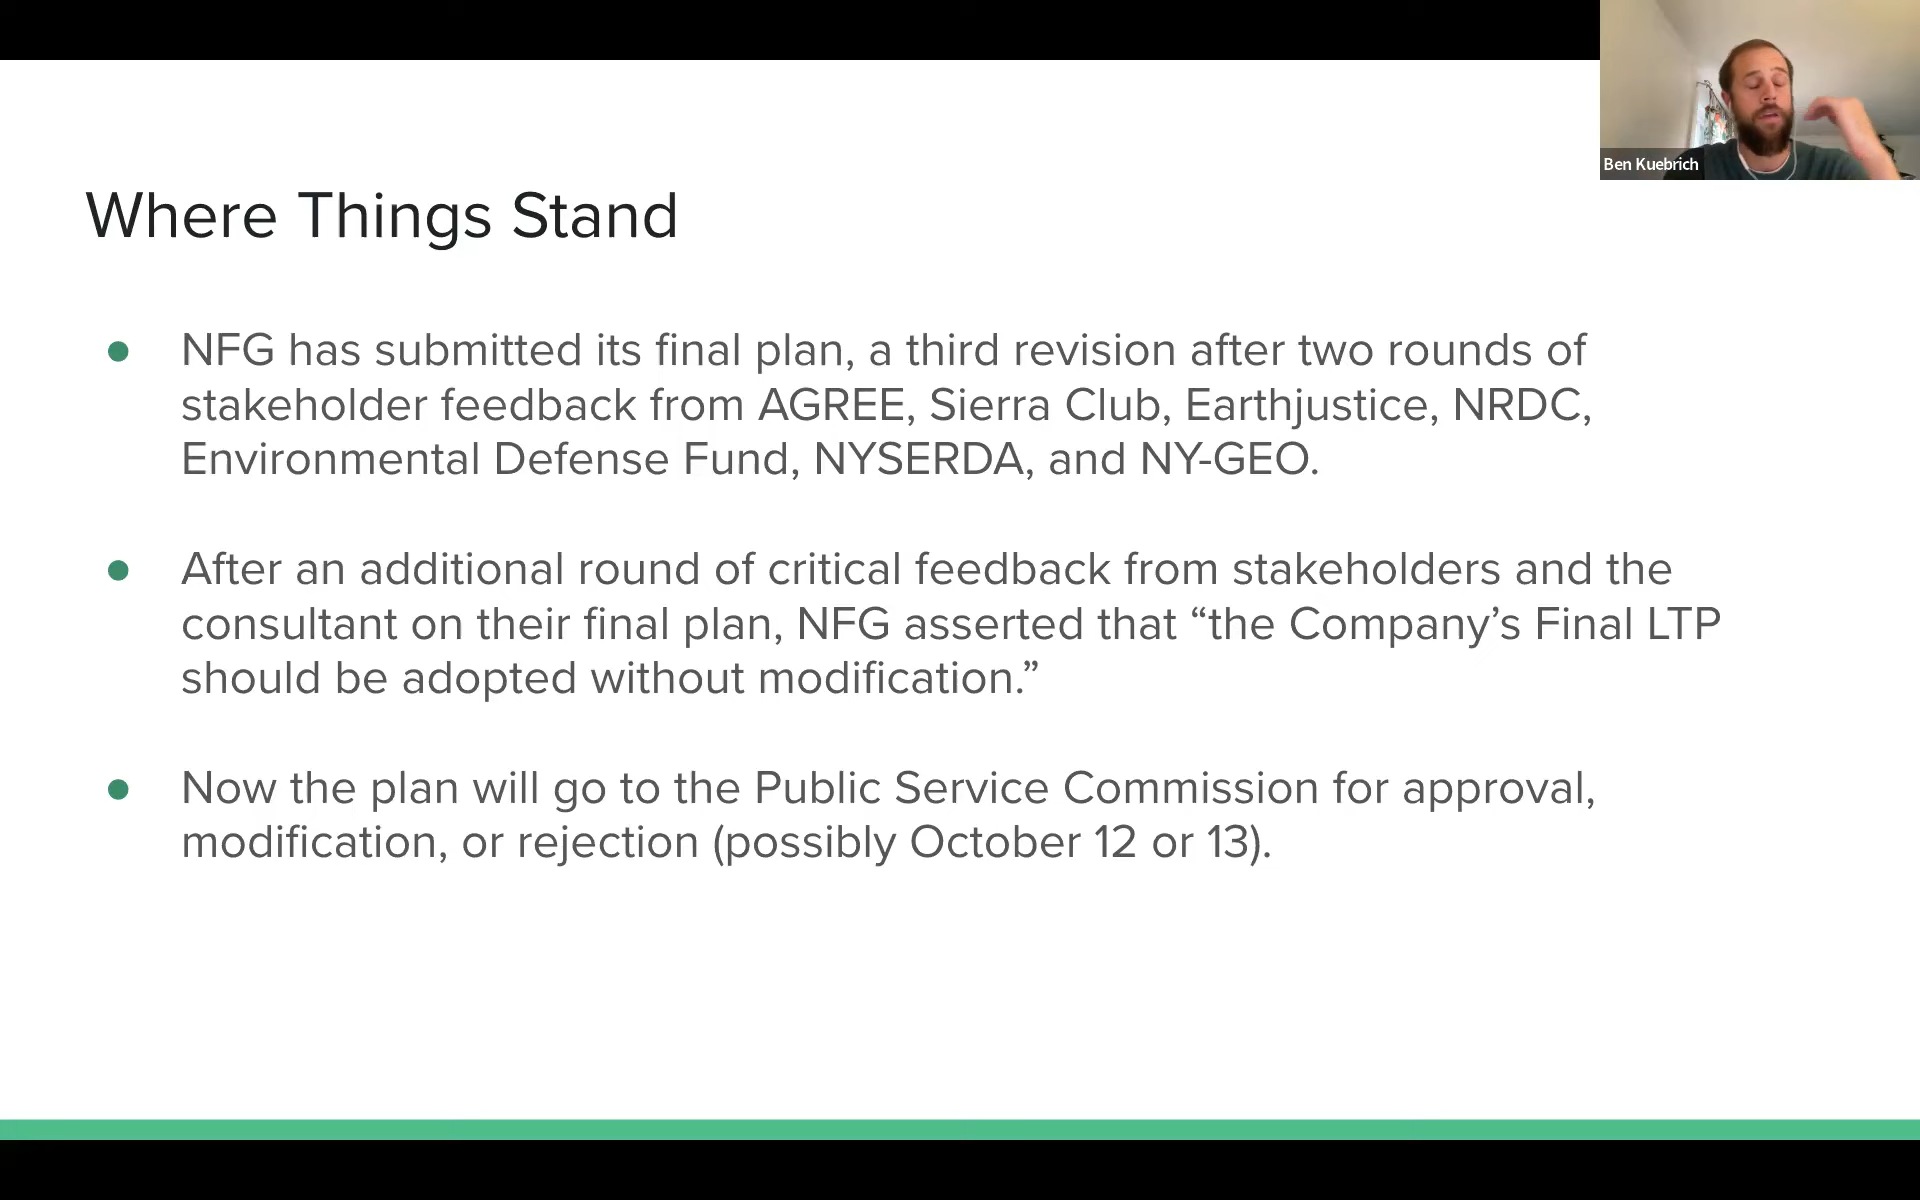 Ben Kuebrich
Where Things Stand
● NFG has submitted its final plan, a third revision after two rounds of
stakeholder feedback from AGREE, Sierra Club, Earthjustice, NRDC,
Environmental Defense Fund, NYSERDA, and NY-GEO.
● After an additional round of critical feedback from stakeholders and the
consultant on their final plan, NFG asserted that “the Company’s Final LTP
should be adopted without modification.”
● Now the plan will go to the Public Service Commission for approval,
modification, or rejection (possibly October 12 or 13).